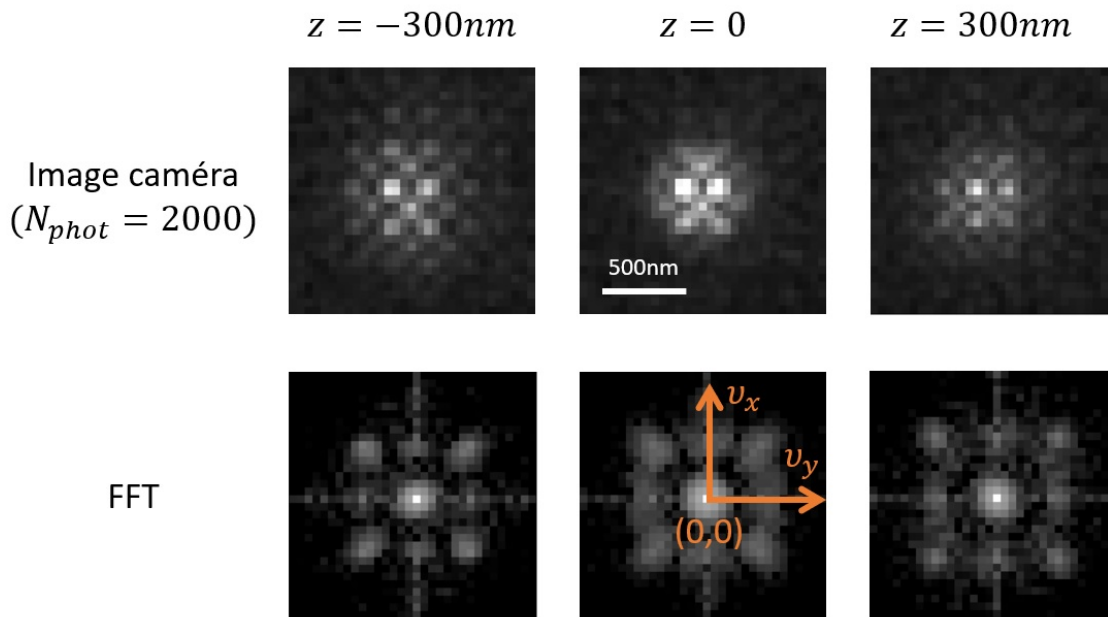 z = −300nm
z = 0
z = 300nm
Image caméra
(N_phot = 2000)
500nm
FFT
υ_x
υ_y
(0,0)